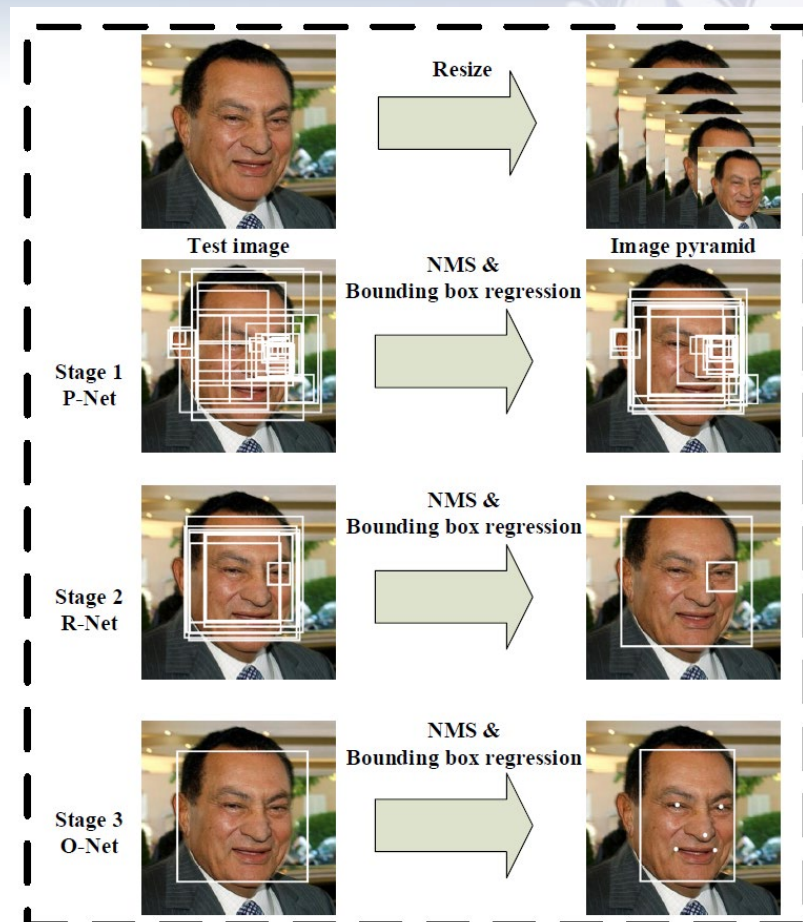 Resize
Test image
Image pyramid
NMS &
Bounding box regression
Stage 1
P-Net
NMS &
Bounding box regression
Stage 2
R-Net
NMS &
Bounding box regression
Stage 3
O-Net